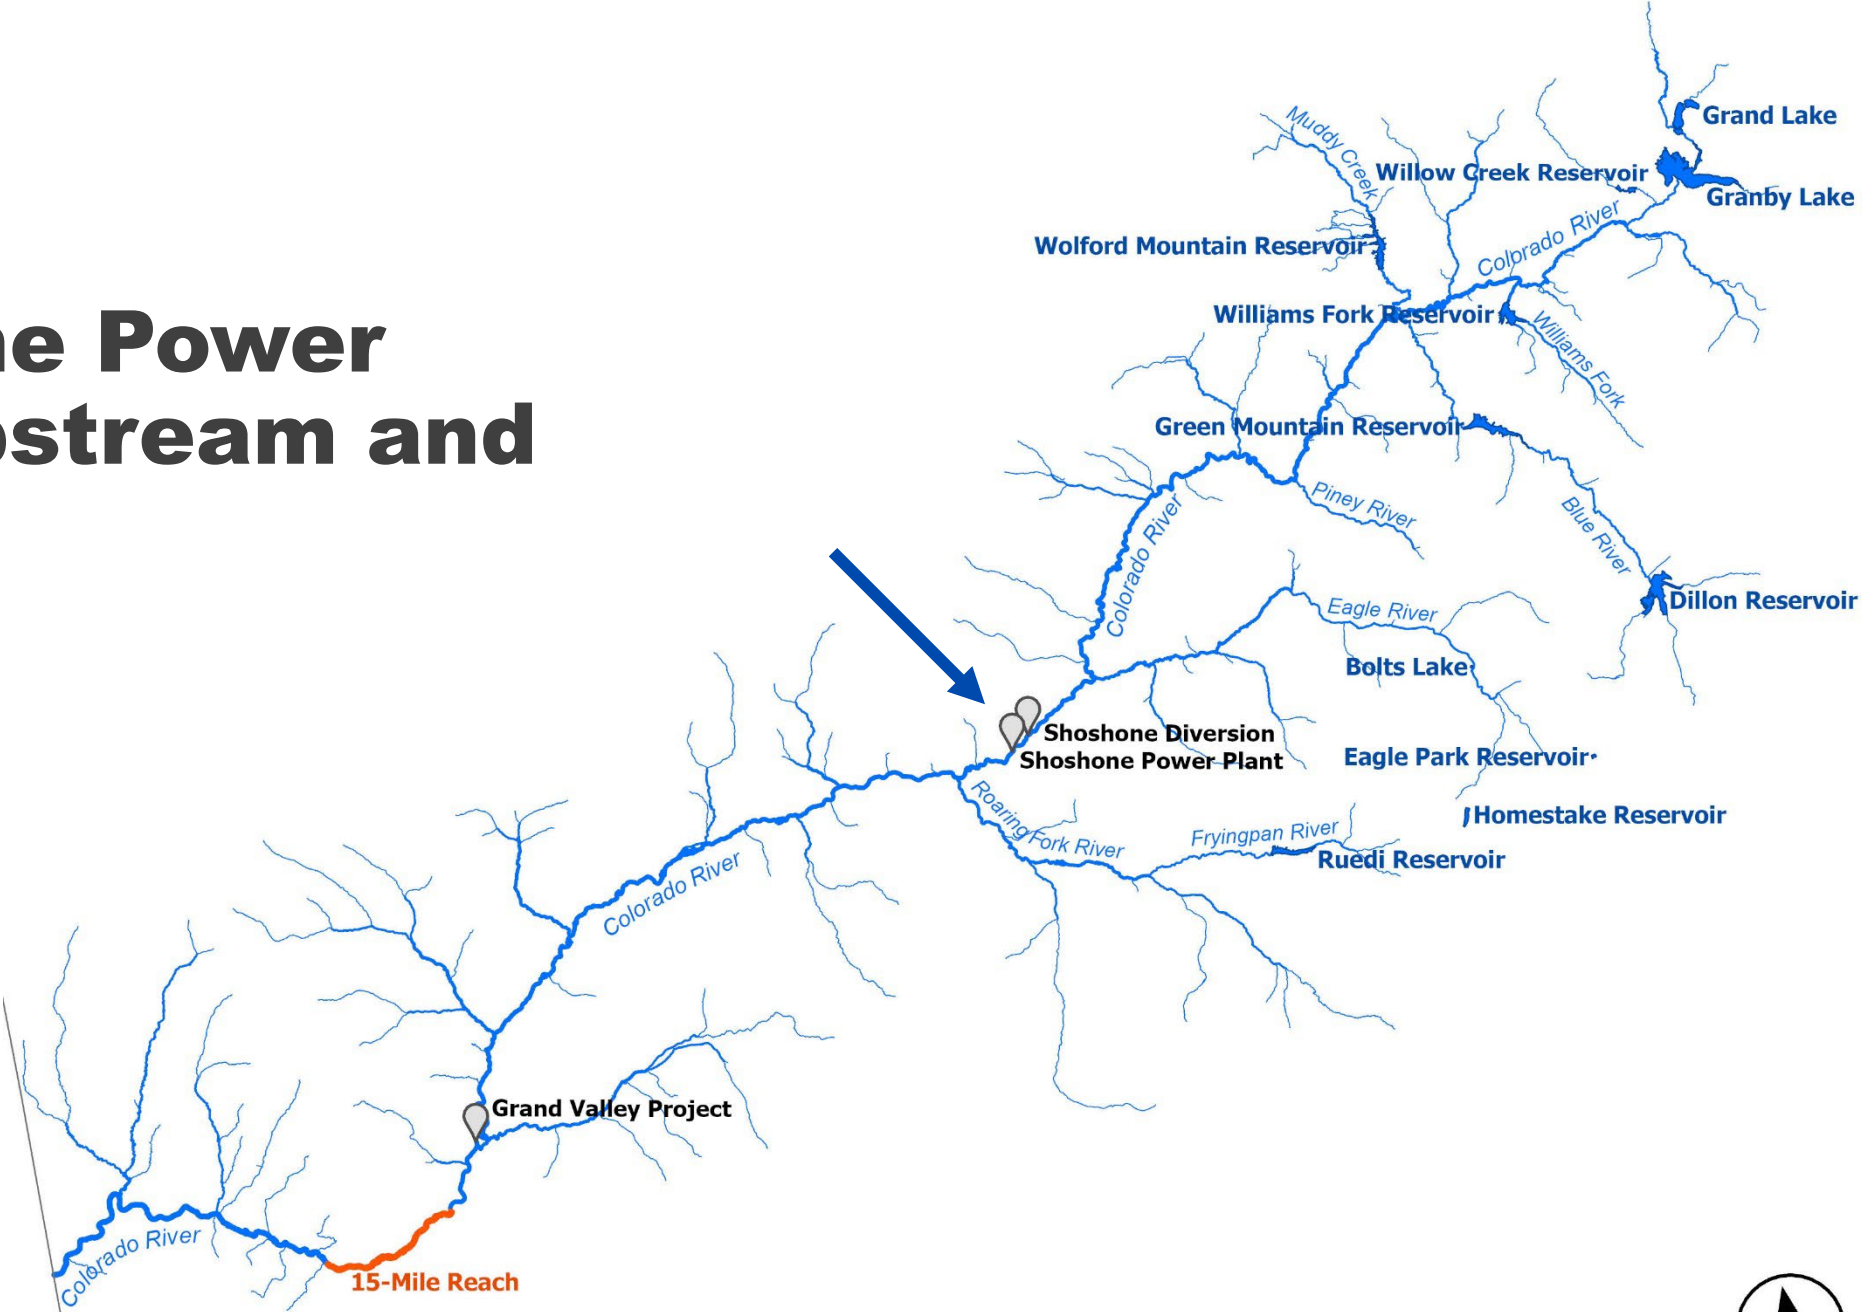 ne Power
pstream and
Grand Lake
Muddy Creek
Willow Creek Reservoir
Granby Lake
Colorado River
Wolford Mountain Reservoir
Williams Fork Reservoir
Williams Fork
Green Mountain Reservoir
Piney River
Blue River
Colorado River
Dillon Reservoir
Eagle River
Bolts Lake
Shoshone Diversion
Shoshone Power Plant
Eagle Park Reservoir
Homestake Reservoir
Roaring Fork River
Fryingpan River
Ruedi Reservoir
Colorado River
Grand Valley Project
Colorado River
15-Mile Reach